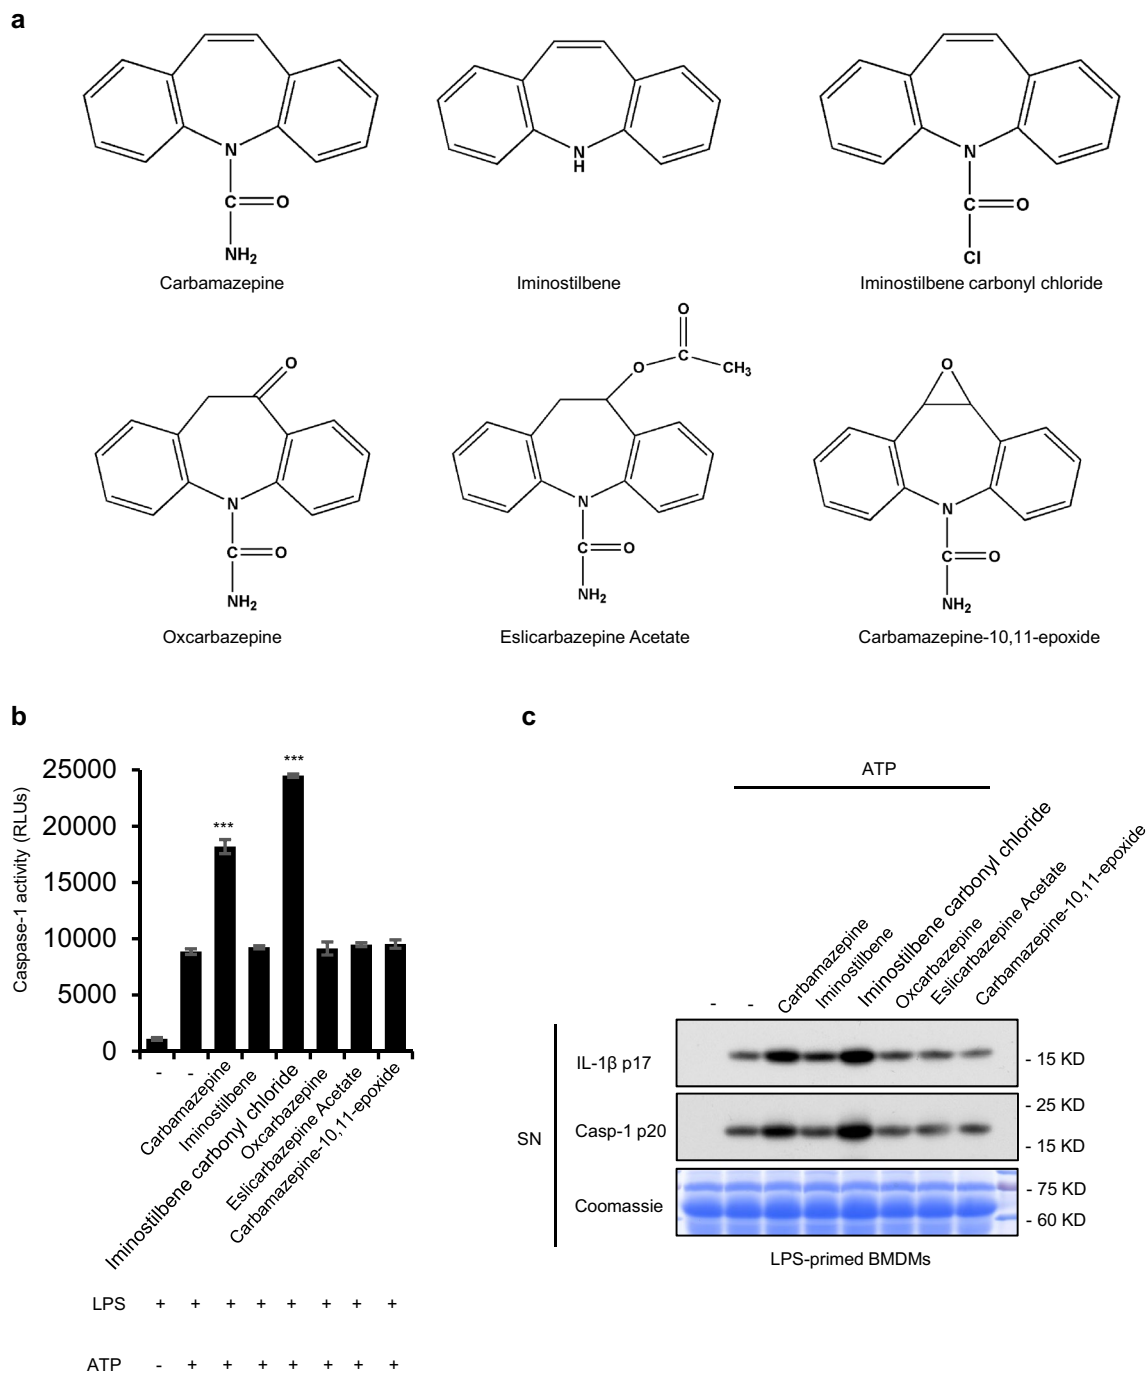 a
N
C
O
NH2
Carbamazepine
N
H
Iminostilbene
N
C
O
Cl
Iminostilbene carbonyl chloride
O
N
C
O
NH2
Oxcarbazepine
O
C
O
CH3
N
C
O
NH2
Eslicarbazepine Acetate
O
N
C
O
NH2
Carbamazepine-10,11-epoxide
b
Caspase-1 activity (RLUs)
25000
20000
15000
10000
5000
0
***
***
-
-
Carbamazepine
Iminostilbene
Iminostilbene carbonyl chloride
Oxcarbazepine
Eslicarbazepine Acetate
Carbamazepine-10,11-epoxide
LPS + + + + + + + +
ATP - + + + + + + +
c
ATP
-
-
Carbamazepine
Iminostilbene
Iminostilbene carbonyl chloride
Oxcarbazepine
Eslicarbazepine Acetate
Carbamazepine-10,11-epoxide
SN
IL-1β p17
- 15 KD
Casp-1 p20
- 25 KD
- 15 KD
Coomassie
- 75 KD
- 60 KD
LPS-primed BMDMs